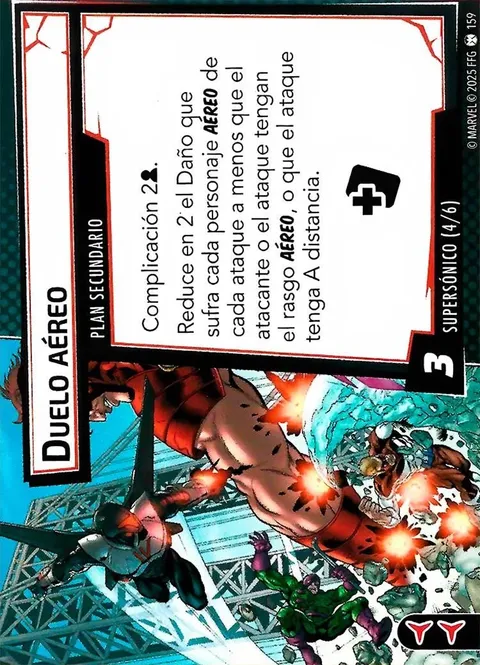 DUELO AÉREO
PLAN SECUNDARIO
Complicación 2.
Reduce en 2 el Daño que
sufra cada personaje AÉREO de
cada ataque a menos que el
atacante o el ataque tengan
el rasgo AÉREO, o que el ataque
tenga A distancia.
3
SUPERSÓNICO (4/6)
© MARVEL © 2025 FFG 159